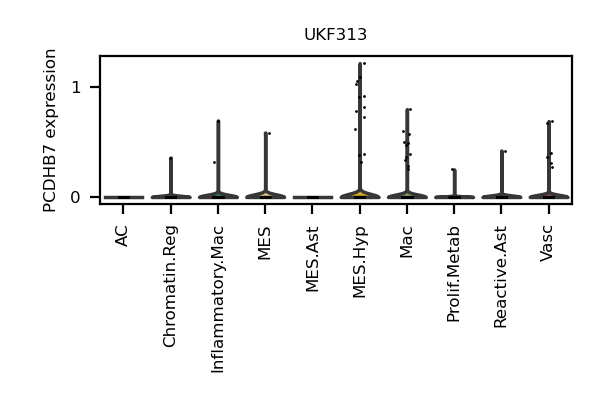 UKF313
PCDHB7 expression
1
0
AC
Chromatin.Reg
Inflammatory.Mac
MES
MES.Ast
MES.Hyp
Mac
Prolif.Metab
Reactive.Ast
Vasc